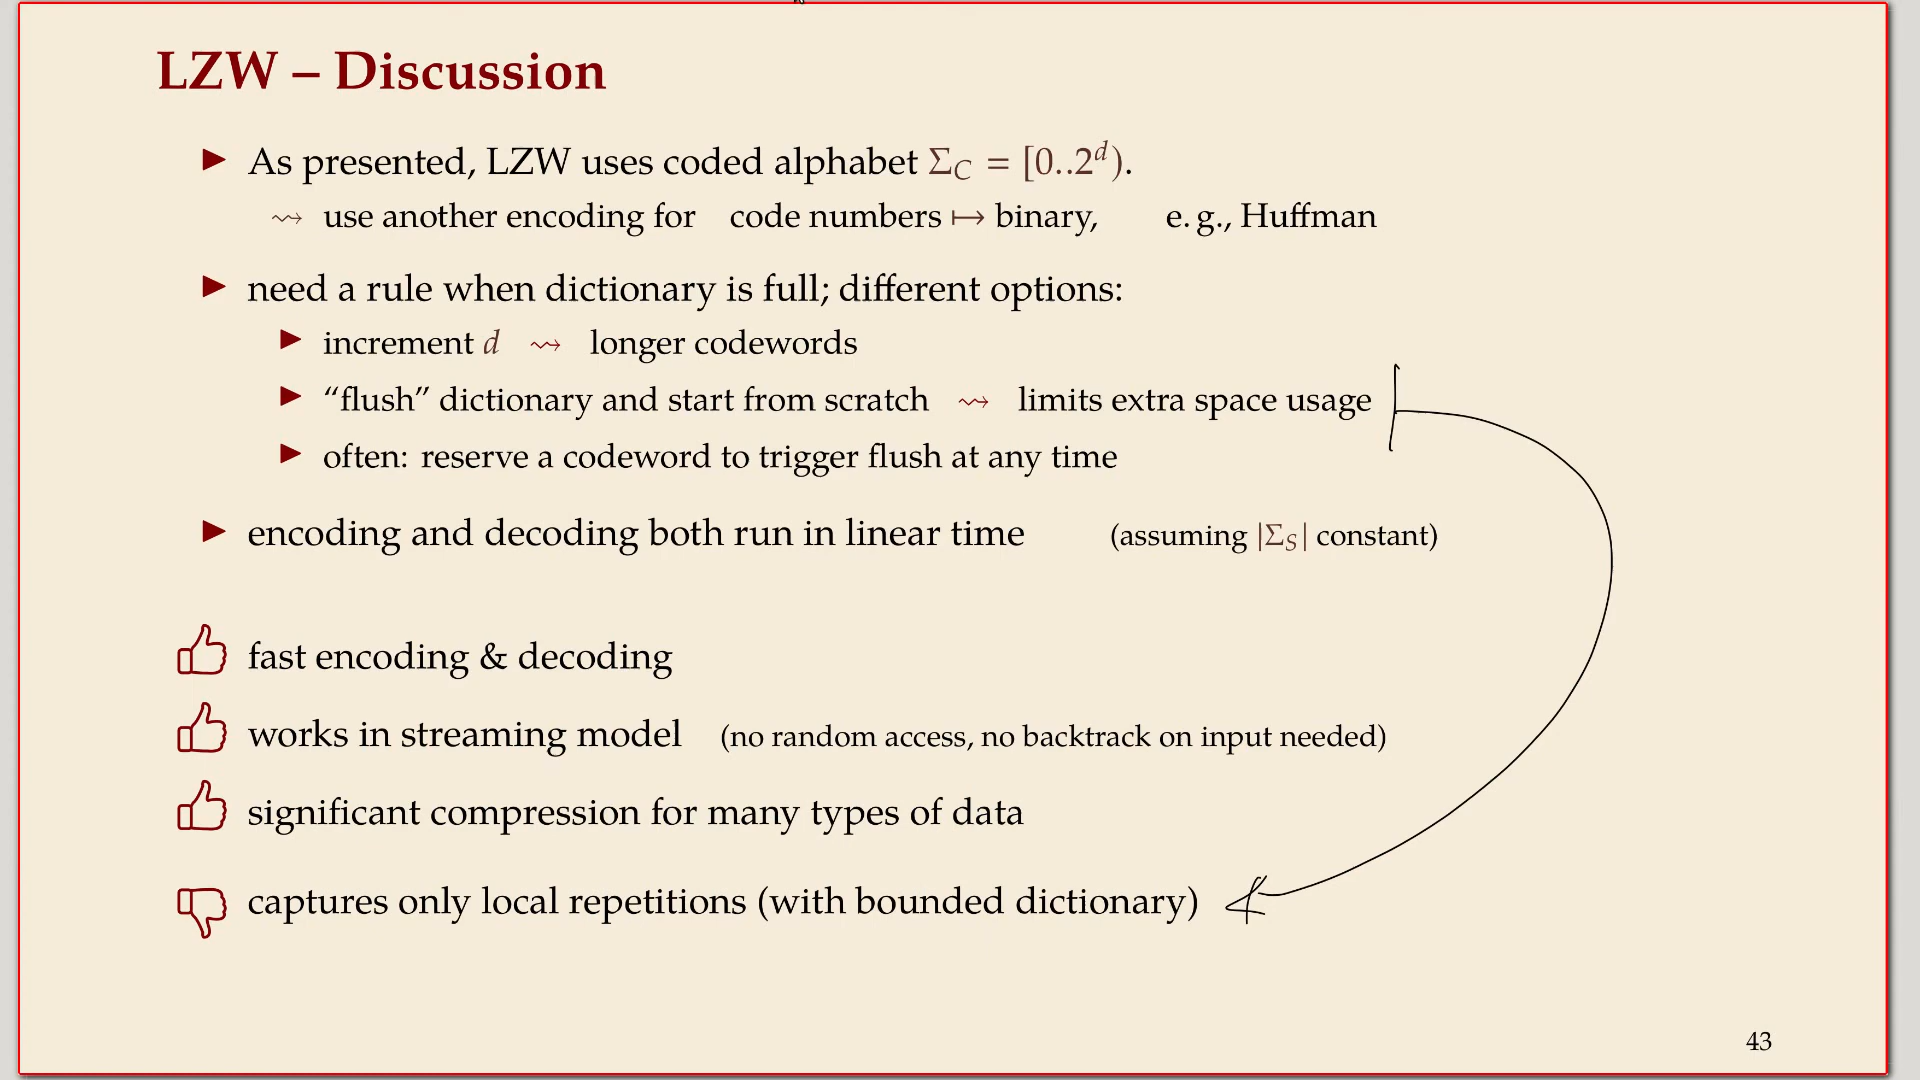 LZW – Discussion
▶ As presented, LZW uses coded alphabet Σ_C = [0..2^d).
⇝ use another encoding for code numbers ↦ binary, e. g., Huffman
▶ need a rule when dictionary is full; different options:
▶ increment d ⇝ longer codewords
▶ “flush” dictionary and start from scratch ⇝ limits extra space usage
▶ often: reserve a codeword to trigger flush at any time
▶ encoding and decoding both run in linear time (assuming |Σ_S| constant)
fast encoding & decoding
works in streaming model (no random access, no backtrack on input needed)
significant compression for many types of data
captures only local repetitions (with bounded dictionary)
43